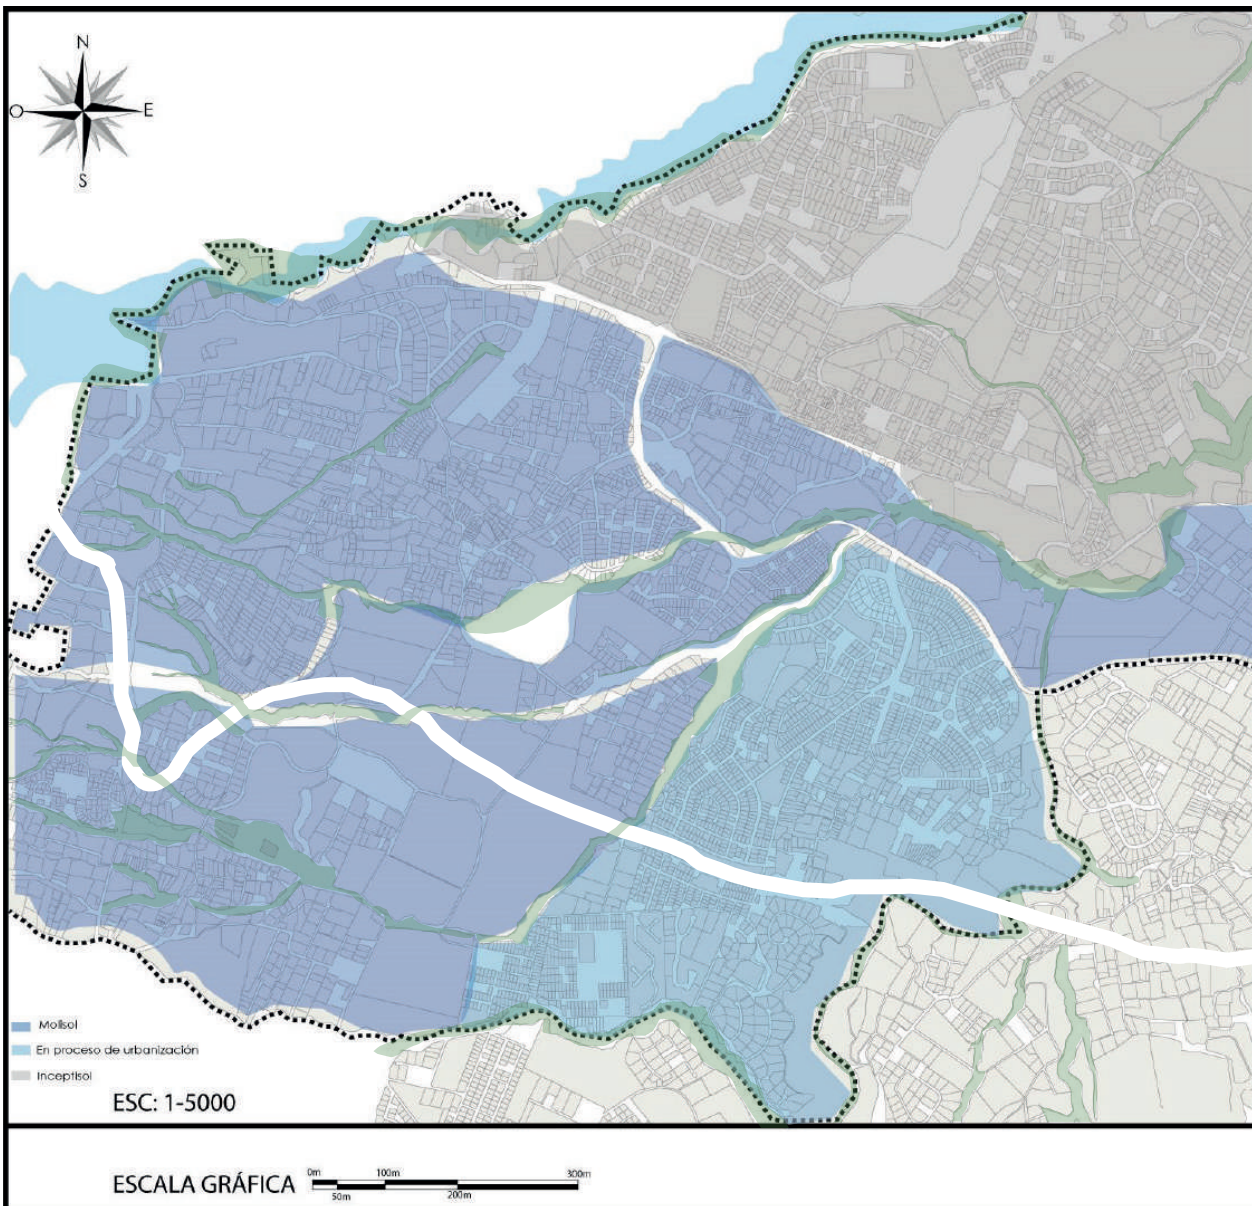 N
O
E
S
Molisol
En proceso de urbanización
Inceptisol
ESC: 1-5000
ESCALA GRÁFICA
0m 100m 300m
50m 200m